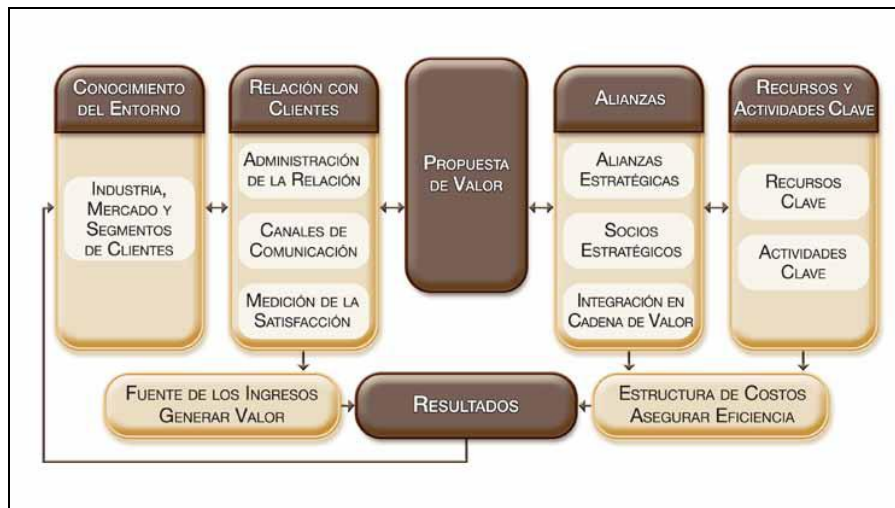 CONOCIMIENTO
DEL ENTORNO
INDUSTRIA,
MERCADO Y
SEGMENTOS
DE CLIENTES
RELACIÓN CON
CLIENTES
ADMINISTRACIÓN
DE LA RELACIÓN
CANALES DE
COMUNICACIÓN
MEDICIÓN DE LA
SATISFACCIÓN
PROPUESTA
DE VALOR
ALIANZAS
ALIANZAS
ESTRATÉGICAS
SOCIOS
ESTRATÉGICOS
INTEGRACIÓN EN
CADENA DE VALOR
RECURSOS Y
ACTIVIDADES CLAVE
RECURSOS
CLAVE
ACTIVIDADES
CLAVE
FUENTE DE LOS INGRESOS
GENERAR VALOR
RESULTADOS
ESTRUCTURA DE COSTOS
ASEGURAR EFICIENCIA